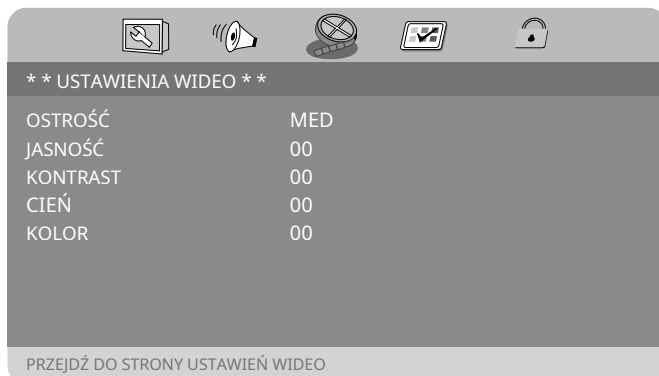 * * USTAWIENIA WIDEO * *
OSTROŚĆ MED
JASNOŚĆ 00
KONTRAST 00
CIEŃ 00
KOLOR 00
PRZEJDŹ DO STRONY USTAWIEŃ WIDEO